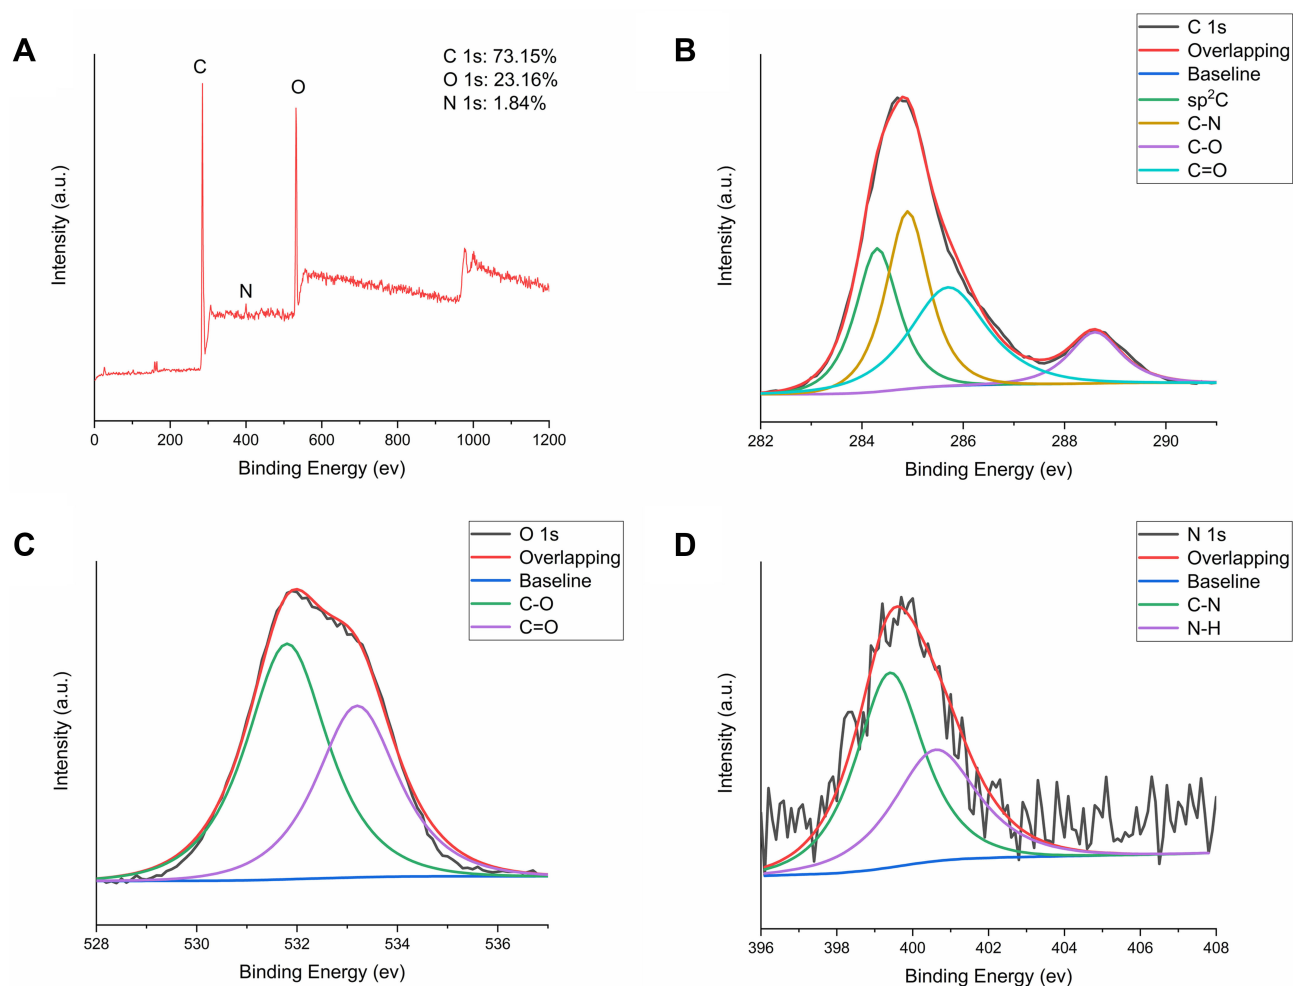 A
C 1s: 73.15%
O 1s: 23.16%
N 1s: 1.84%
C
O
N
Intensity (a.u.)
0 200 400 600 800 1000 1200
Binding Energy (ev)
B
C 1s
Overlapping
Baseline
sp²C
C-N
C-O
C=O
Intensity (a.u.)
282 284 286 288 290
Binding Energy (ev)
C
O 1s
Overlapping
Baseline
C-O
C=O
Intensity (a.u.)
528 530 532 534 536
Binding Energy (ev)
D
N 1s
Overlapping
Baseline
C-N
N-H
Intensity (a.u.)
396 398 400 402 404 406 408
Binding Energy (ev)